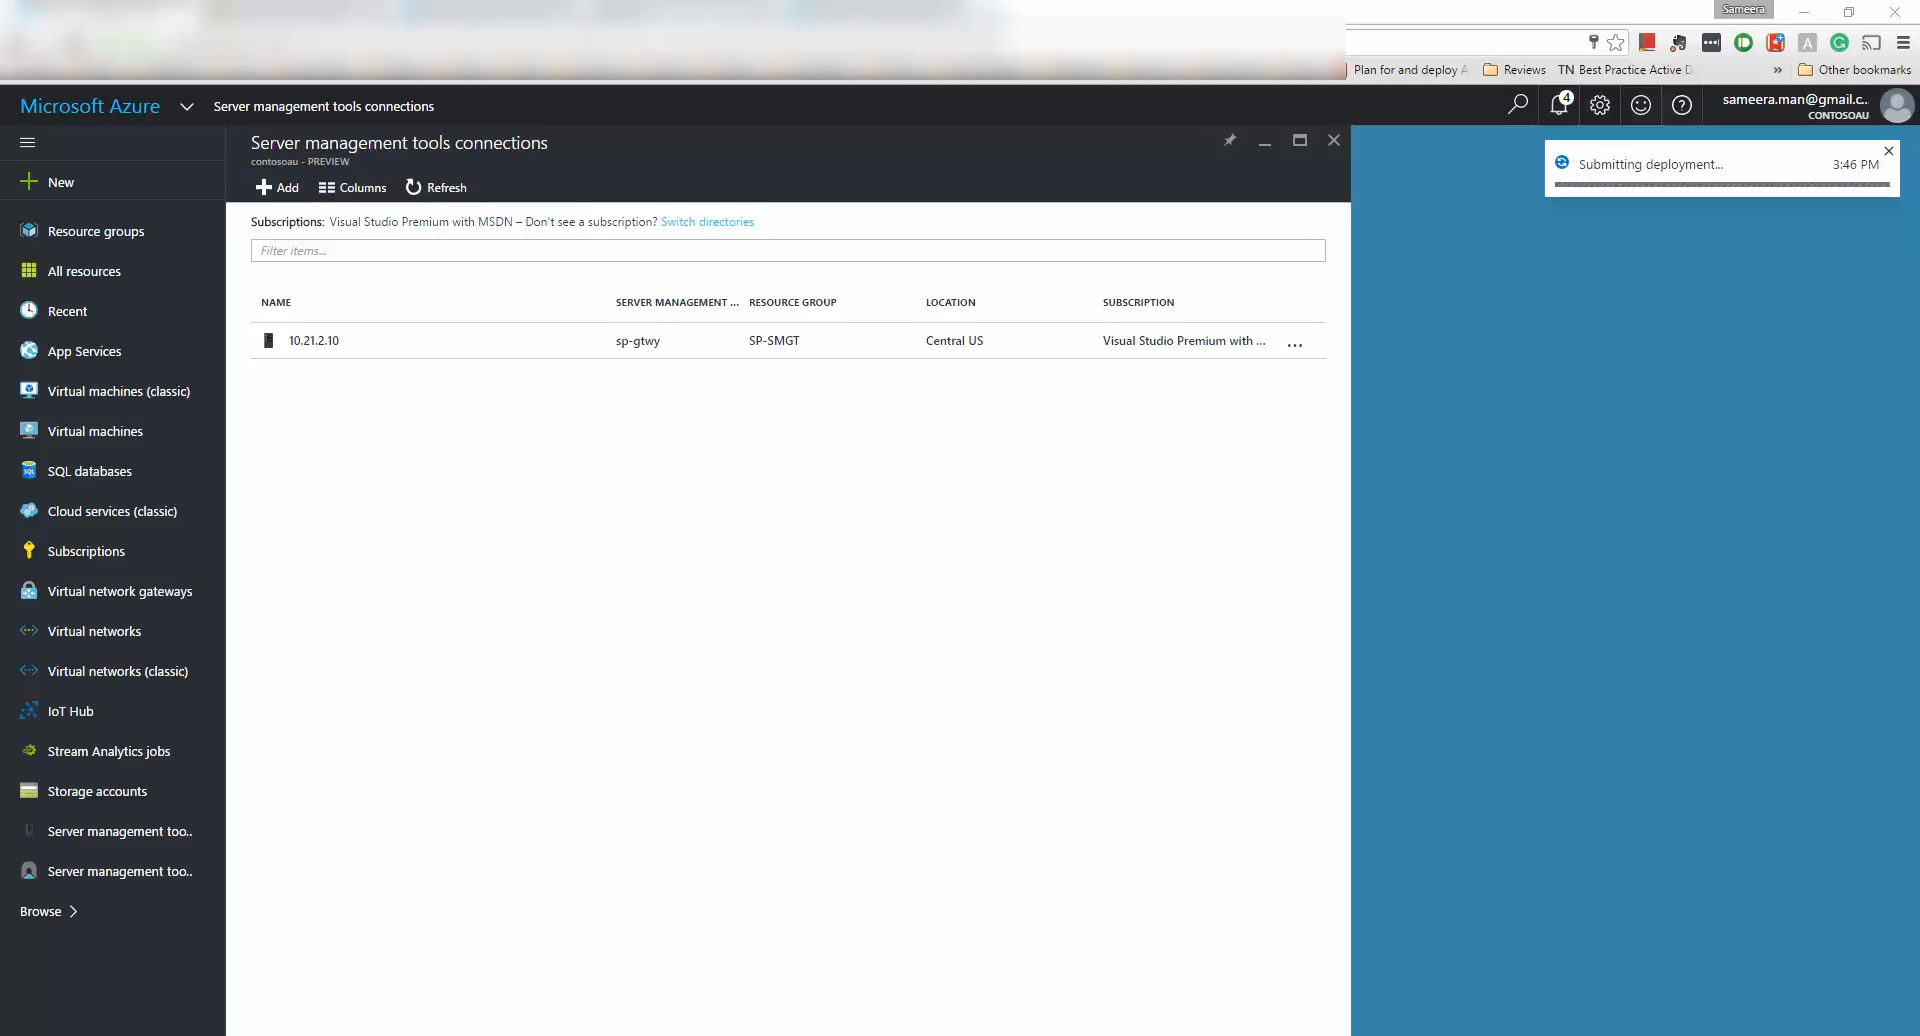 Sameera
Plan for and deploy A Reviews TN Best Practice Active D » Other bookmarks
Microsoft Azure Server management tools connections 4 sameera.man@gmail.c..
CONTOSOAU
Server management tools connections
contosoau - PREVIEW
Add Columns Refresh
Submitting deployment... 3:46 PM
New
Resource groups
All resources
Recent
App Services
Virtual machines (classic)
Virtual machines
SQL databases
Cloud services (classic)
Subscriptions
Virtual network gateways
Virtual networks
Virtual networks (classic)
IoT Hub
Stream Analytics jobs
Storage accounts
Server management too..
Server management too..
Browse
Subscriptions: Visual Studio Premium with MSDN – Don't see a subscription? Switch directories
Filter items...
NAME SERVER MANAGEMENT ... RESOURCE GROUP LOCATION SUBSCRIPTION
10.21.2.10 sp-gtwy SP-SMGT Central US Visual Studio Premium with ... ...